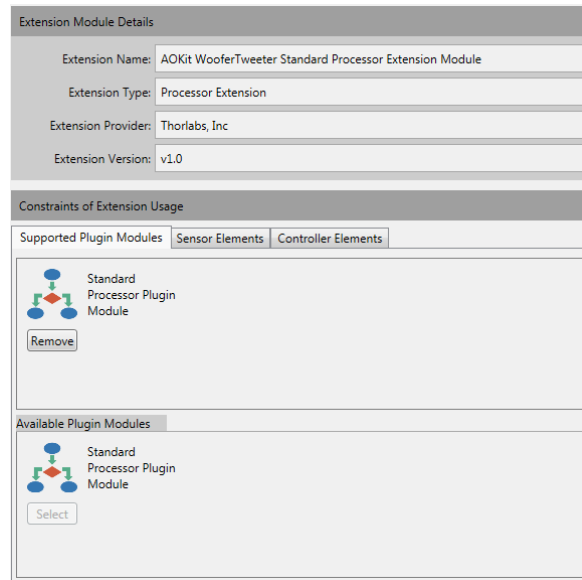 Extension Module Details
Extension Name: AOKit WooferTweeter Standard Processor Extension Module
Extension Type: Processor Extension
Extension Provider: Thorlabs, Inc
Extension Version: v1.0
Constraints of Extension Usage
Supported Plugin Modules Sensor Elements Controller Elements
Standard
Processor Plugin
Module
Remove
Available Plugin Modules
Standard
Processor Plugin
Module
Select